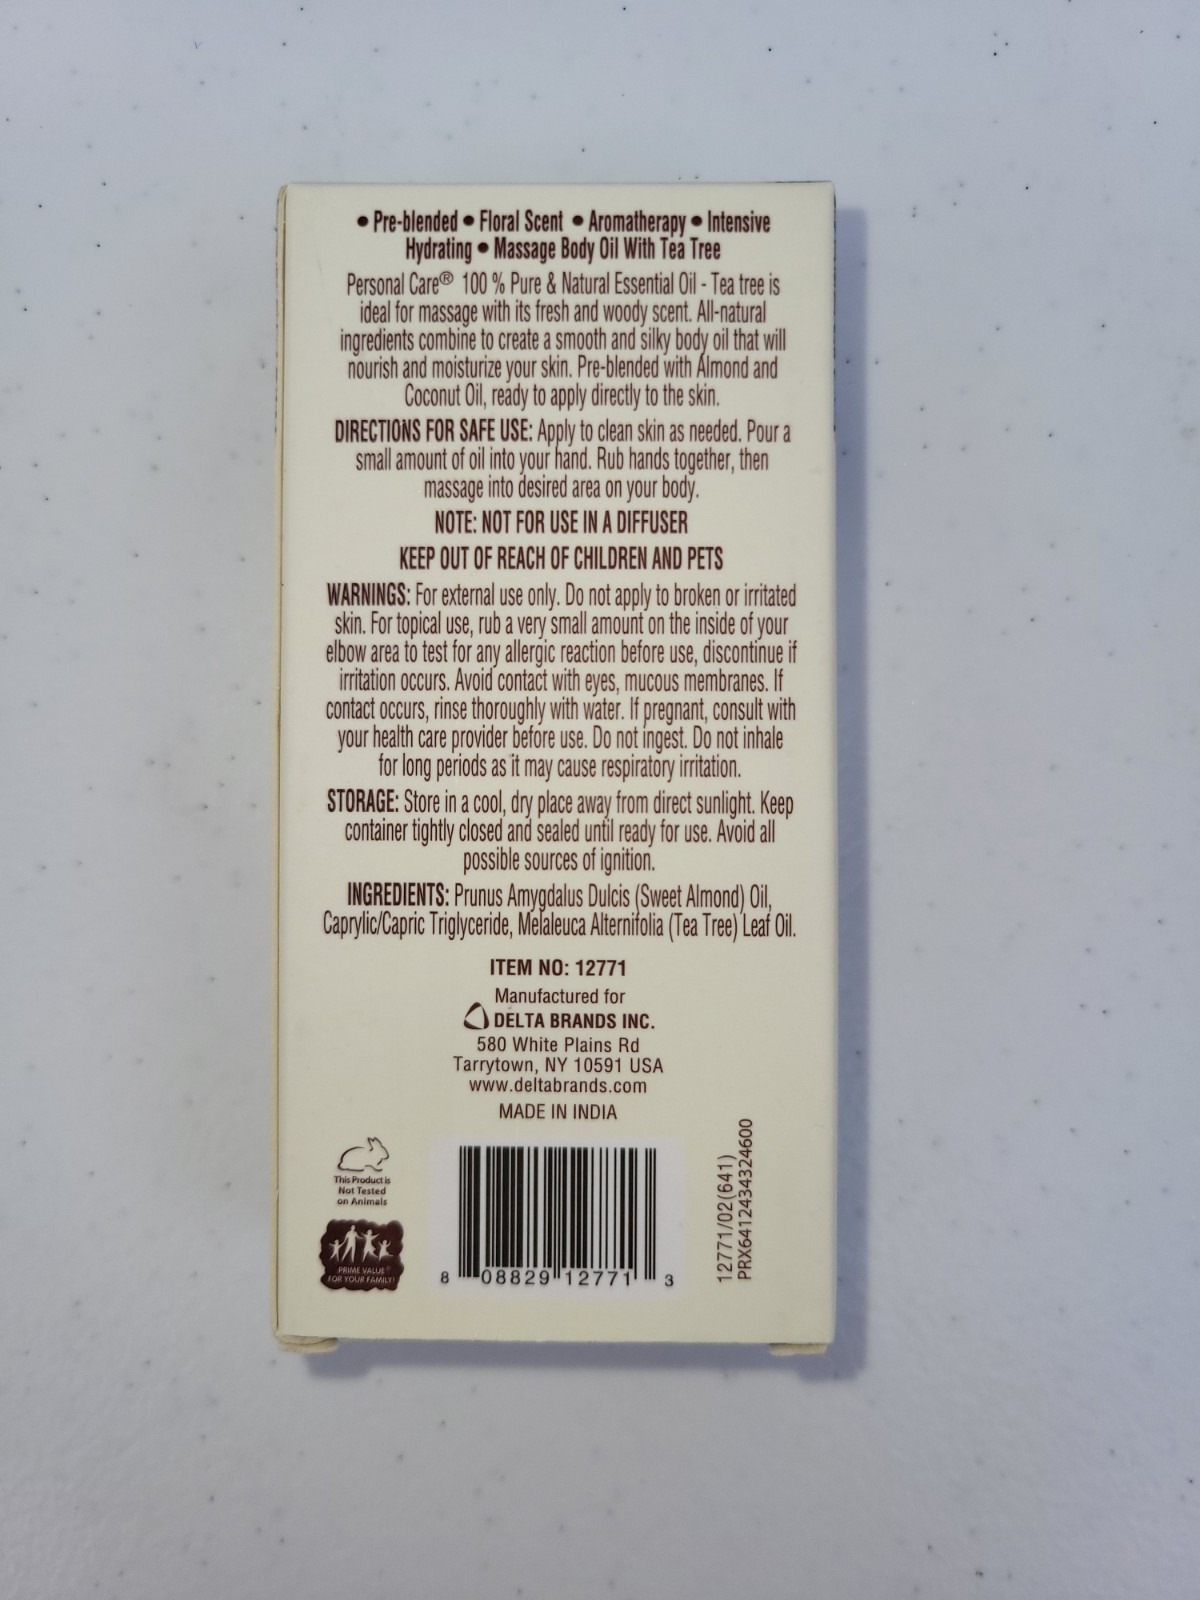 • Pre-blended • Floral Scent • Aromatherapy • Intensive
Hydrating • Massage Body Oil With Tea Tree
Personal Care® 100 % Pure & Natural Essential Oil - Tea tree is
ideal for massage with its fresh and woody scent. All-natural
ingredients combine to create a smooth and silky body oil that will
nourish and moisturize your skin. Pre-blended with Almond and
Coconut Oil, ready to apply directly to the skin.
DIRECTIONS FOR SAFE USE: Apply to clean skin as needed. Pour a
small amount of oil into your hand. Rub hands together, then
massage into desired area on your body.
NOTE: NOT FOR USE IN A DIFFUSER
KEEP OUT OF REACH OF CHILDREN AND PETS
WARNINGS: For external use only. Do not apply to broken or irritated
skin. For topical use, rub a very small amount on the inside of your
elbow area to test for any allergic reaction before use, discontinue if
irritation occurs. Avoid contact with eyes, mucous membranes. If
contact occurs, rinse thoroughly with water. If pregnant, consult with
your health care provider before use. Do not ingest. Do not inhale
for long periods as it may cause respiratory irritation.
STORAGE: Store in a cool, dry place away from direct sunlight. Keep
container tightly closed and sealed until ready for use. Avoid all
possible sources of ignition.
INGREDIENTS: Prunus Amygdalus Dulcis (Sweet Almond) Oil,
Caprylic/Capric Triglyceride, Melaleuca Alternifolia (Tea Tree) Leaf Oil.
ITEM NO: 12771
Manufactured for
DELTA BRANDS INC.
580 White Plains Rd
Tarrytown, NY 10591 USA
www.deltabrands.com
MADE IN INDIA
This Product is
Not Tested
on Animals
PRIME VALUE®
FOR YOUR FAMILY!
8 08829 12771 3
12771/02(641)
PRX6412434324600